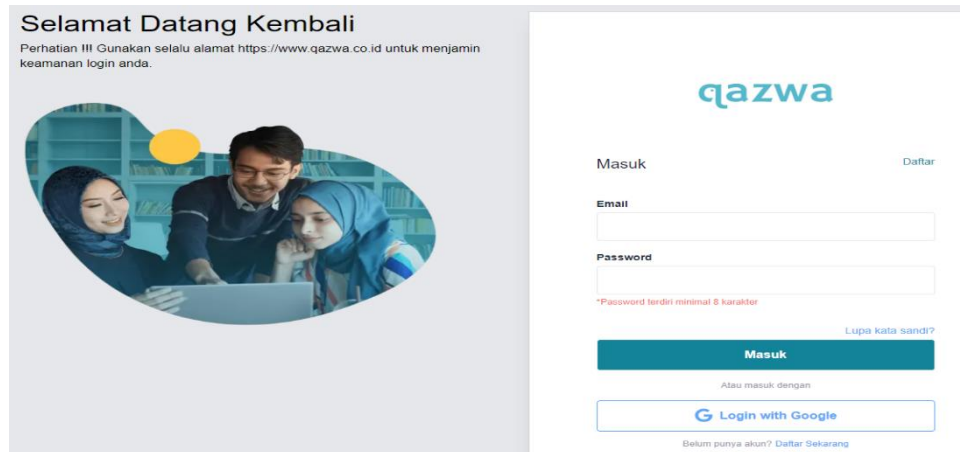 Selamat Datang Kembali
Perhatian !!! Gunakan selalu alamat https://www.qazwa.co.id untuk menjamin
keamanan login anda.
qazwa
Masuk
Daftar
Email
Password
*Password terdiri minimal 8 karakter
Lupa kata sandi?
Masuk
Atau masuk dengan
G Login with Google
Belum punya akun? Daftar Sekarang